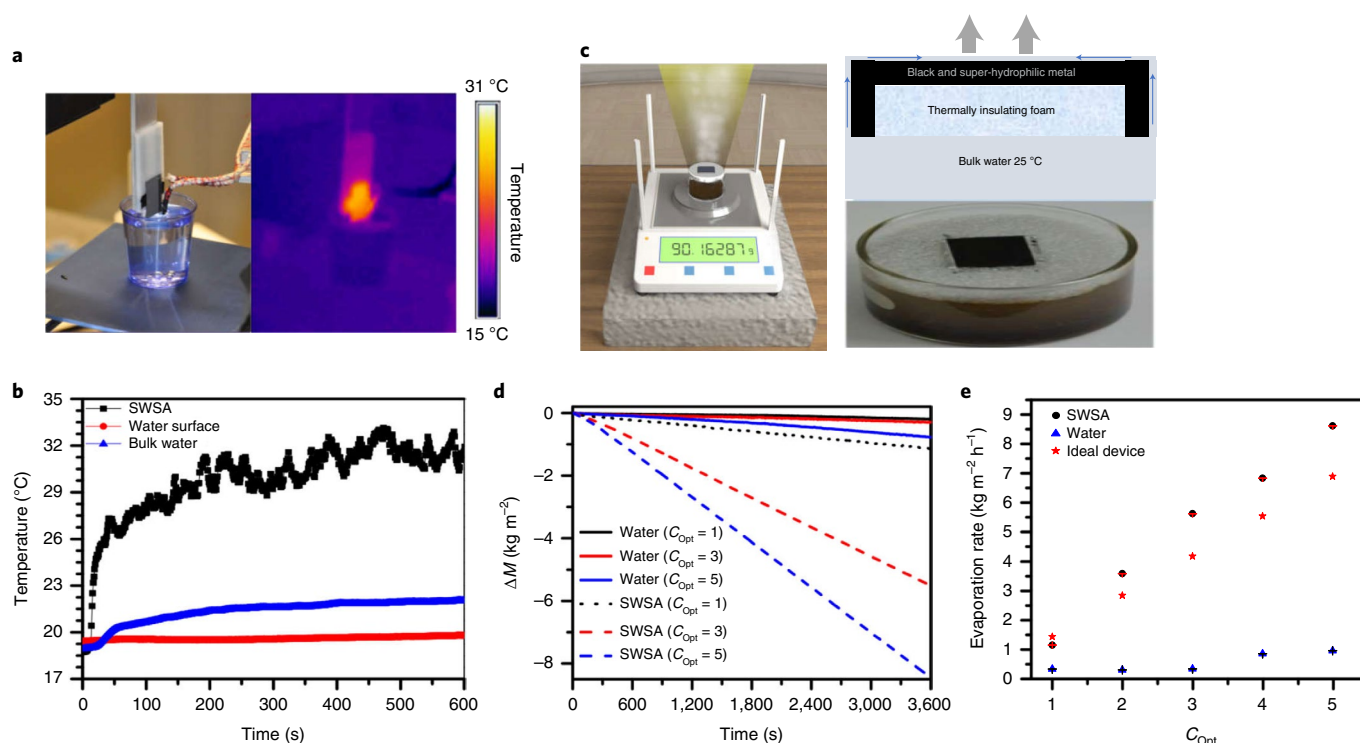 a
31 °C
Temperature
15 °C
c
90.16287g
Black and super-hydrophilic metal
Thermally insulating foam
Bulk water 25 °C
b
35
32
29
26
23
20
17
Temperature (°C)
SWSA
Water surface
Bulk water
0 100 200 300 400 500 600
Time (s)
d
0
−2
−4
−6
−8
ΔM (kg m⁻²)
Water (C_Opt = 1)
Water (C_Opt = 3)
Water (C_Opt = 5)
SWSA (C_Opt = 1)
SWSA (C_Opt = 3)
SWSA (C_Opt = 5)
0 600 1,200 1,800 2,400 3,000 3,600
Time (s)
e
9
8
7
6
5
4
3
2
1
0
Evaporation rate (kg m⁻² h⁻¹)
SWSA
Water
Ideal device
1 2 3 4 5
C_Opt